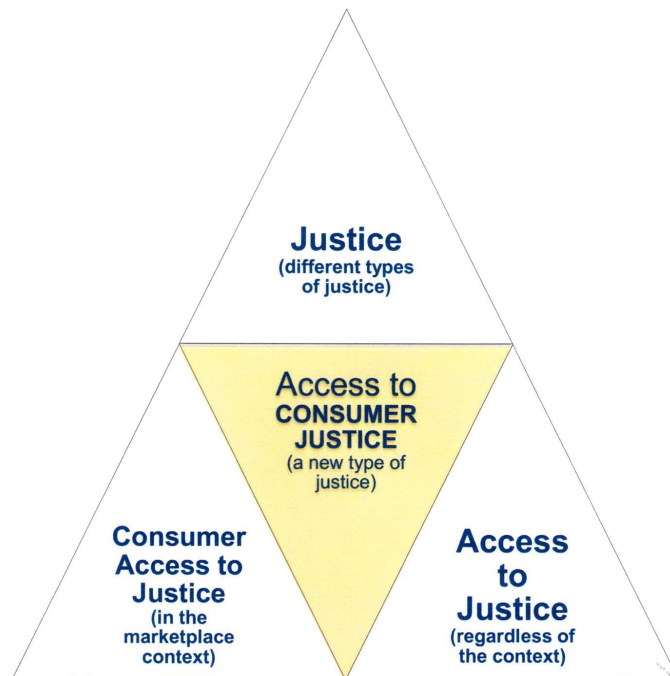 Justice
(different types
of justice)
Access to
CONSUMER
JUSTICE
(a new type of
justice)
Consumer
Access to
Justice
(in the
marketplace
context)
Access
to
Justice
(regardless of
the context)